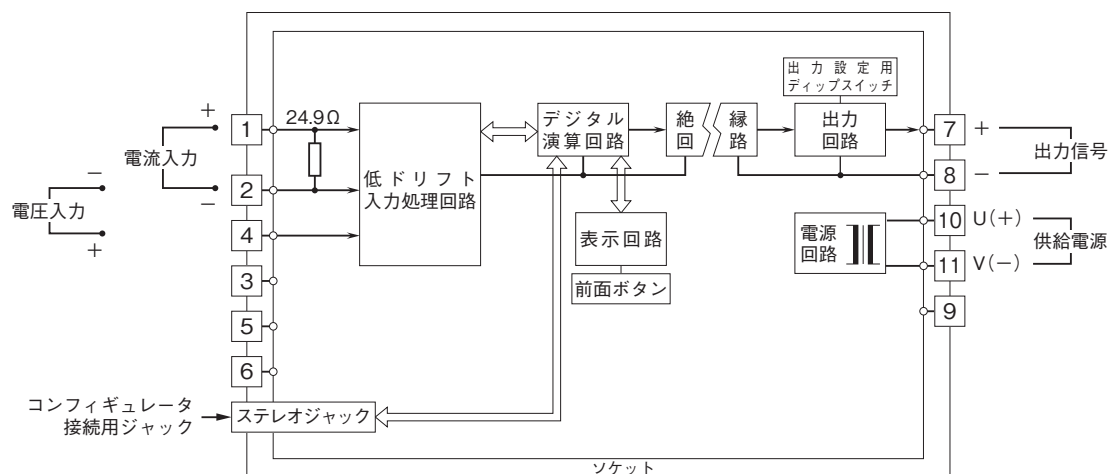 出力設定用
ディップスイッチ
+
1
24.9Ω
電流入力
−
2
−
電圧入力
+
4
3
5
6
低ドリフト
入力処理回路
デジタル
演算回路
絶
回
縁
路
出力
回路
7
+
出力信号
8
−
表示回路
前面ボタン
電源
回路
10
U(+)
供給電源
11
V(−)
9
コンフィギュレータ
接続用ジャック
ステレオジャック
ソケット